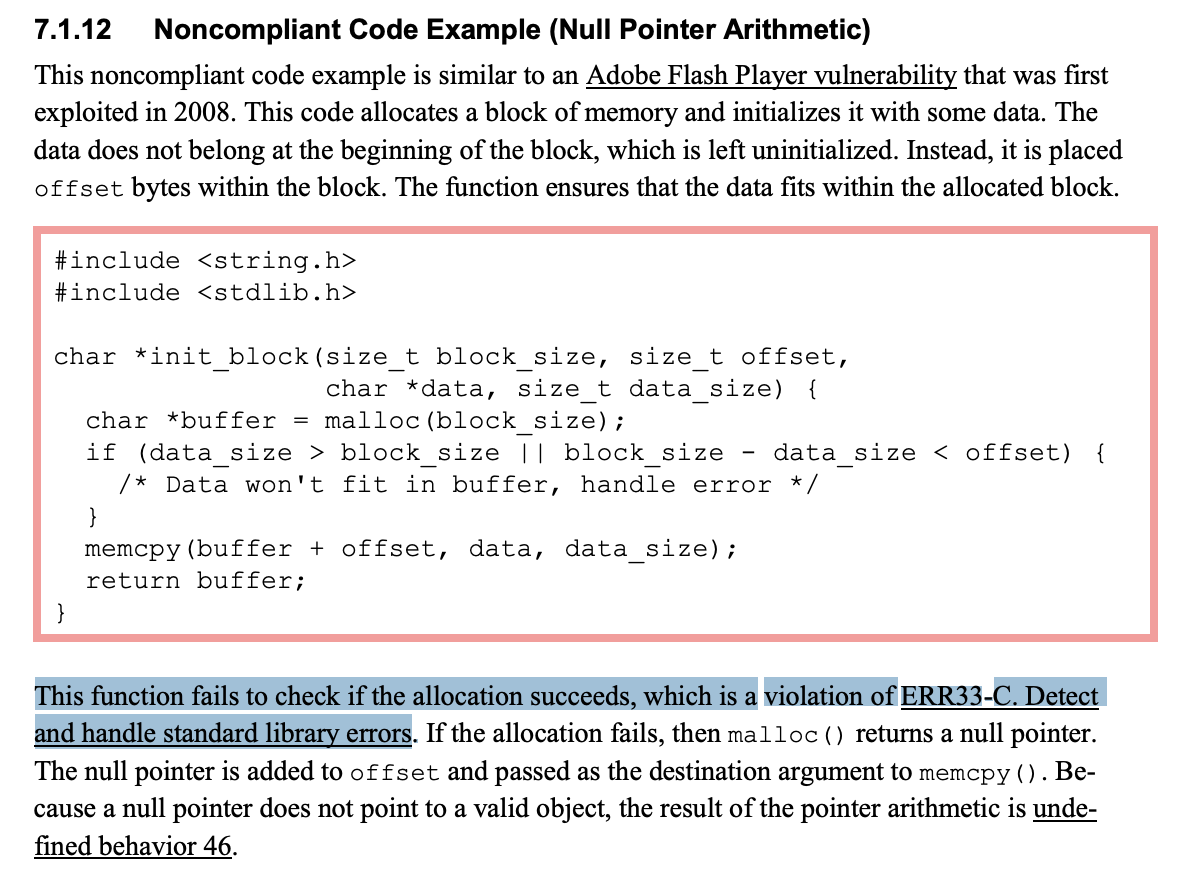 7.1.12 Noncompliant Code Example (Null Pointer Arithmetic)
This noncompliant code example is similar to an Adobe Flash Player vulnerability that was first
exploited in 2008. This code allocates a block of memory and initializes it with some data. The
data does not belong at the beginning of the block, which is left uninitialized. Instead, it is placed
offset bytes within the block. The function ensures that the data fits within the allocated block.
#include <string.h>
#include <stdlib.h>
char *init_block(size_t block_size, size_t offset,
char *data, size_t data_size) {
char *buffer = malloc(block_size);
if (data_size > block_size || block_size - data_size < offset) {
/* Data won't fit in buffer, handle error */
}
memcpy(buffer + offset, data, data_size);
return buffer;
}
This function fails to check if the allocation succeeds, which is a violation of ERR33-C. Detect
and handle standard library errors. If the allocation fails, then malloc() returns a null pointer.
The null pointer is added to offset and passed as the destination argument to memcpy(). Be-
cause a null pointer does not point to a valid object, the result of the pointer arithmetic is unde-
fined behavior 46.